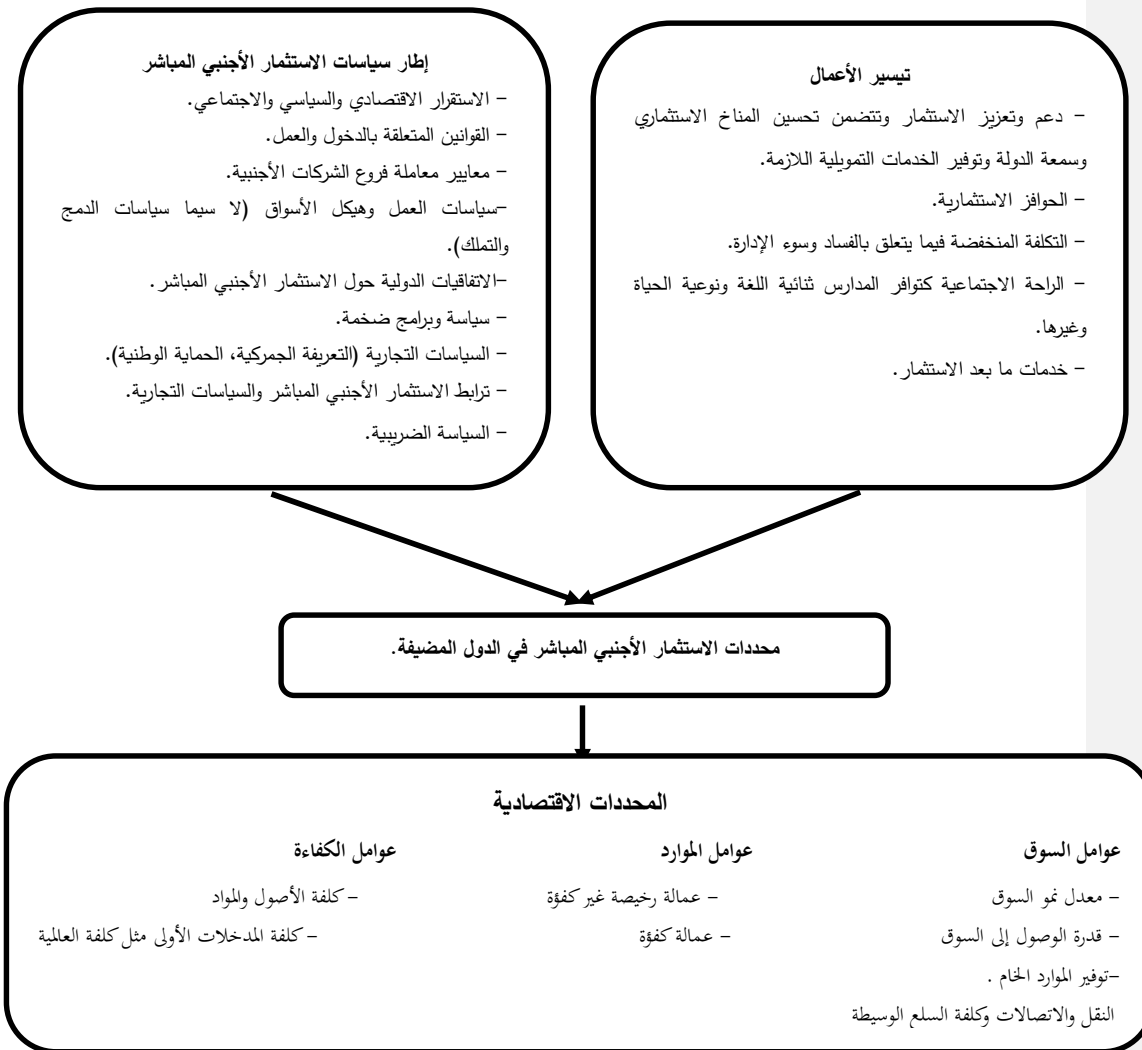 تيسير الأعمال
- دعم وتعزيز الاستثمار وتتضمن تحسين المناخ الاستثماري
وسمعة الدولة وتوفير الخدمات التمويلية اللازمة.
- الحوافز الاستثمارية.
- التكلفة المنخفضة فيما يتعلق بالفساد وسوء الإدارة.
- الراحة الاجتماعية كتوافر المدارس ثنائية اللغة ونوعية الحياة
وغيرها.
- خدمات ما بعد الاستثمار.
إطار سياسات الاستثمار الأجنبي المباشر
- الاستقرار الاقتصادي والسياسي والاجتماعي.
- القوانين المتعلقة بالدخول والعمل.
- معايير معاملة فروع الشركات الأجنبية.
-سياسات العمل وهيكل الأسواق (لا سيما سياسات الدمج
والتملك).
-الاتفاقيات الدولية حول الاستثمار الأجنبي المباشر.
- سياسة وبرامج ضخمة.
- السياسات التجارية (التعريفة الجمركية، الحماية الوطنية).
- ترابط الاستثمار الأجنبي المباشر والسياسات التجارية.
- السياسة الضريبية.
محددات الاستثمار الأجنبي المباشر في الدول المضيفة.
المحددات الاقتصادية
عوامل السوق
- معدل نمو السوق
- قدرة الوصول إلى السوق
-توفير الموارد الخام .
النقل والاتصالات وكلفة السلع الوسيطة
عوامل الموارد
- عمالة رخيصة غير كفؤة
- عمالة كفؤة
عوامل الكفاءة
- كلفة الأصول والمواد
- كلفة المدخلات الأولى مثل كلفة العالمية